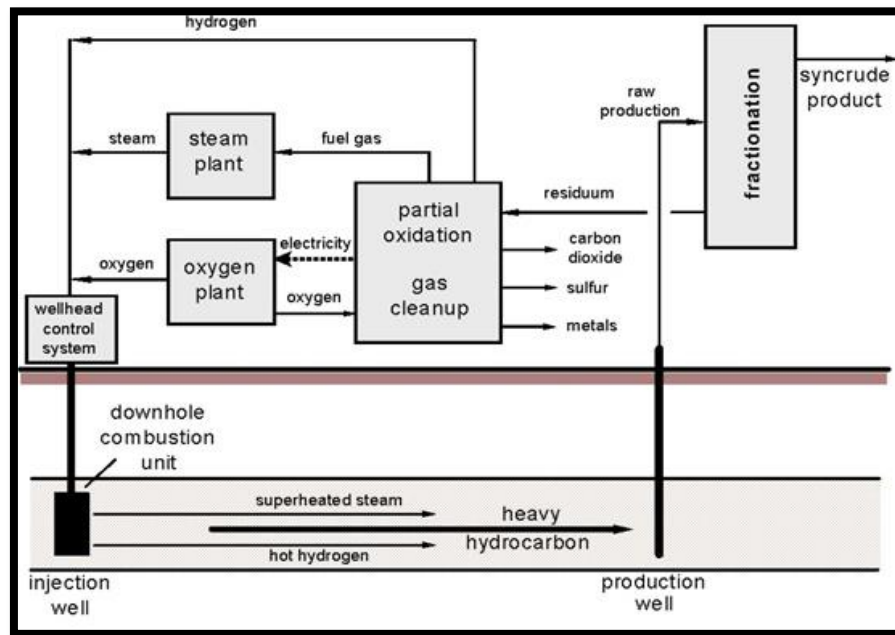 hydrogen
steam
steam
plant
fuel gas
raw
production
fractionation
syncrude
product
residuum
partial
oxidation
gas
cleanup
electricity
oxygen
oxygen
plant
oxygen
carbon
dioxide
sulfur
metals
wellhead
control
system
downhole
combustion
unit
superheated steam
heavy
hydrocarbon
hot hydrogen
injection
well
production
well